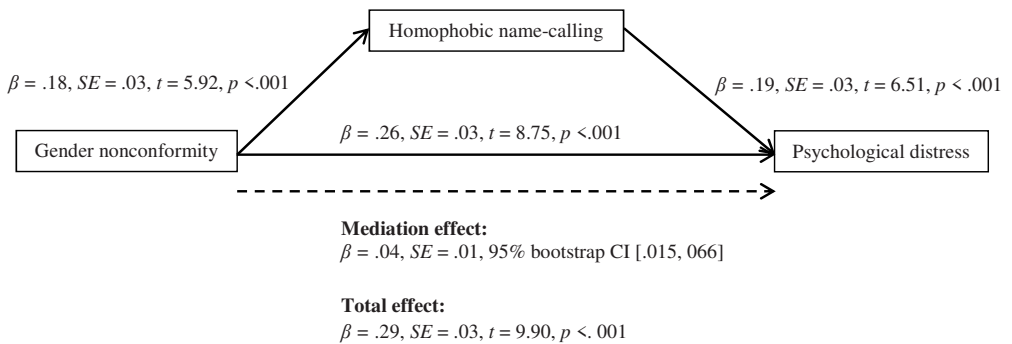 Homophobic name-calling
β = .18, SE = .03, t = 5.92, p <.001
β = .19, SE = .03, t = 6.51, p < .001
β = .26, SE = .03, t = 8.75, p <.001
Gender nonconformity
Psychological distress
Mediation effect:
β = .04, SE = .01, 95% bootstrap CI [.015, 066]
Total effect:
β = .29, SE = .03, t = 9.90, p <. 001